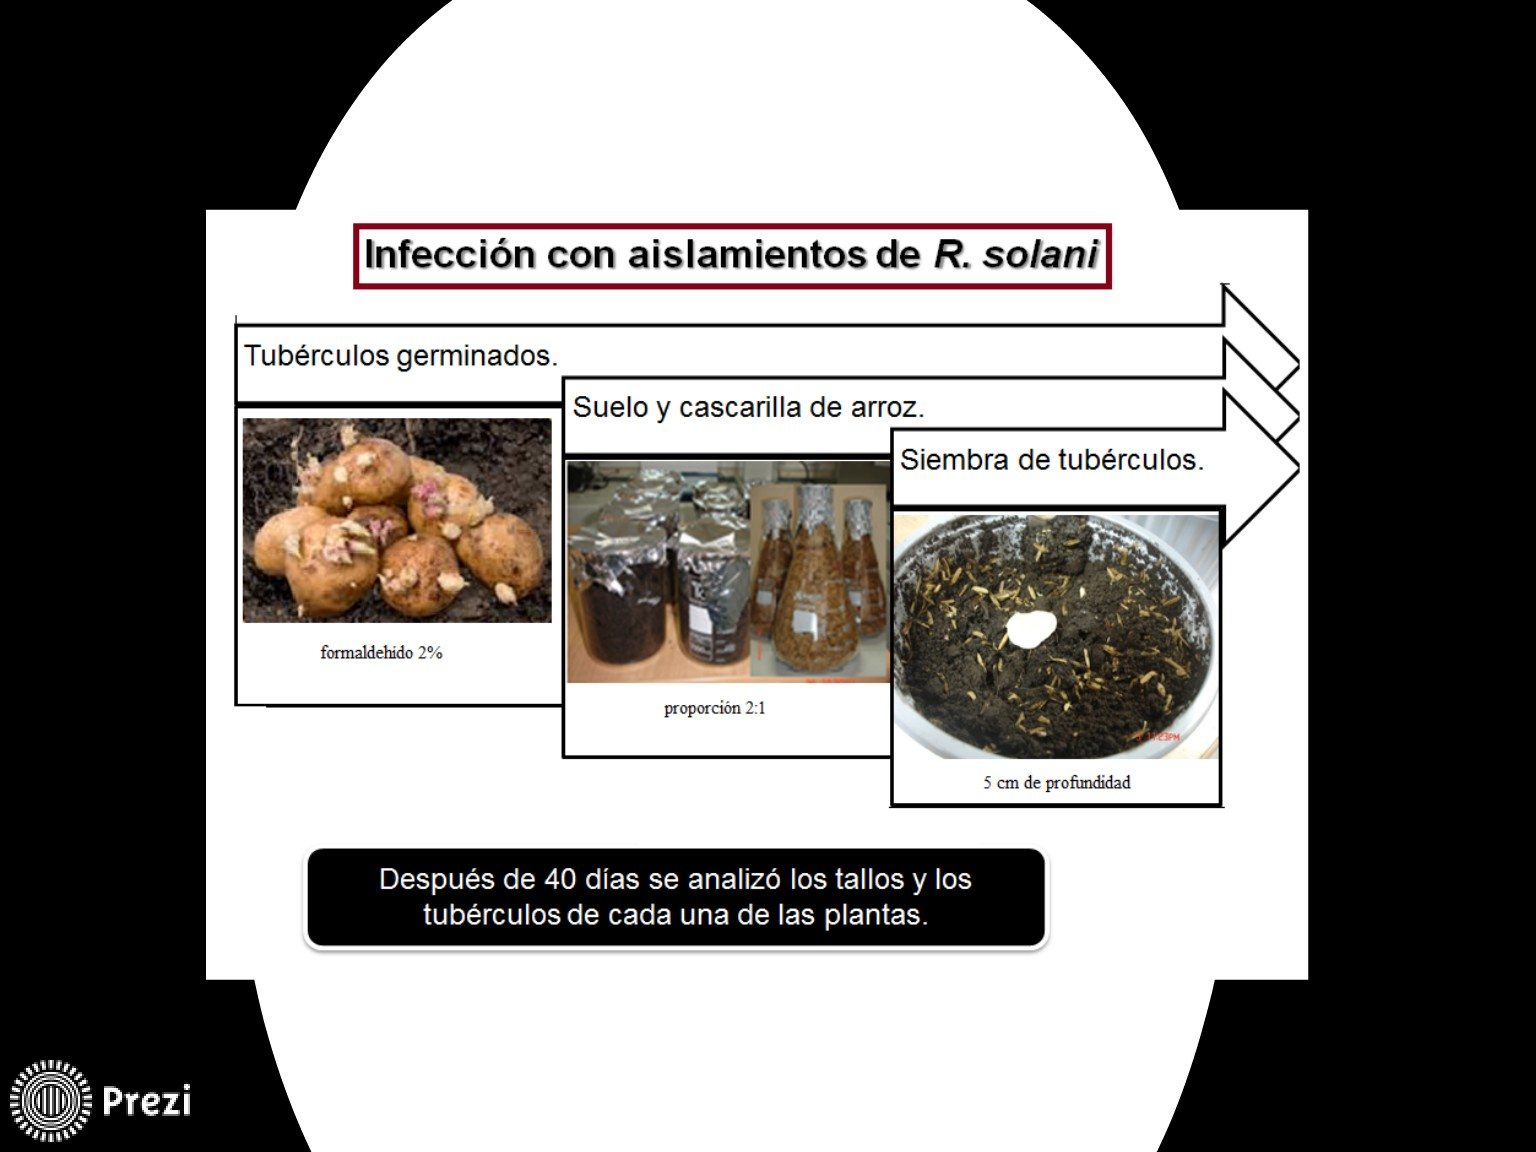 Infección con aislamientos de R. solani
Tubérculos germinados.
Suelo y cascarilla de arroz.
Siembra de tubérculos.
formaldehido 2%
proporción 2:1
5 cm de profundidad
Después de 40 días se analizó los tallos y los
tubérculos de cada una de las plantas.
Prezi